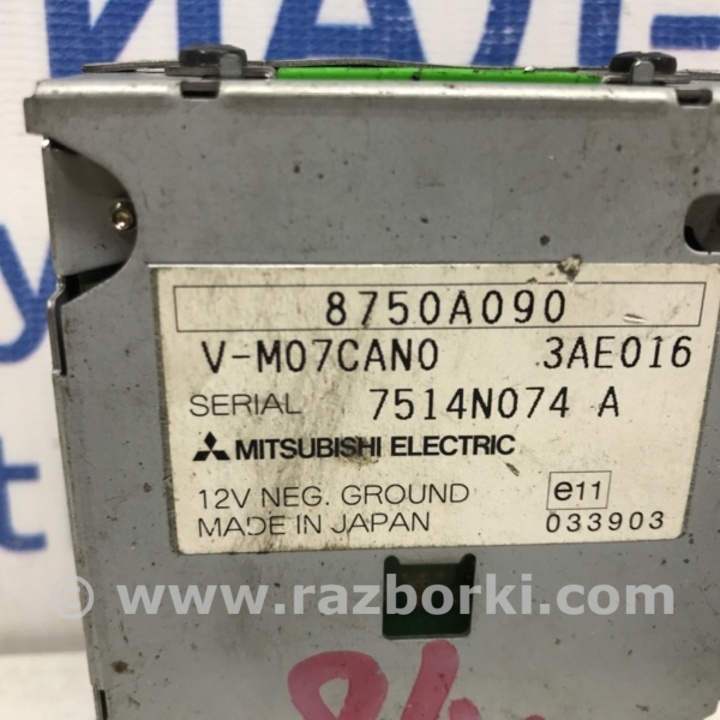 8750A090
V-M07CAN0 3AE016
SERIAL 7514N074 A
MITSUBISHI ELECTRIC
12V NEG. GROUND e11
MADE IN JAPAN 033903
© www.razborki.com